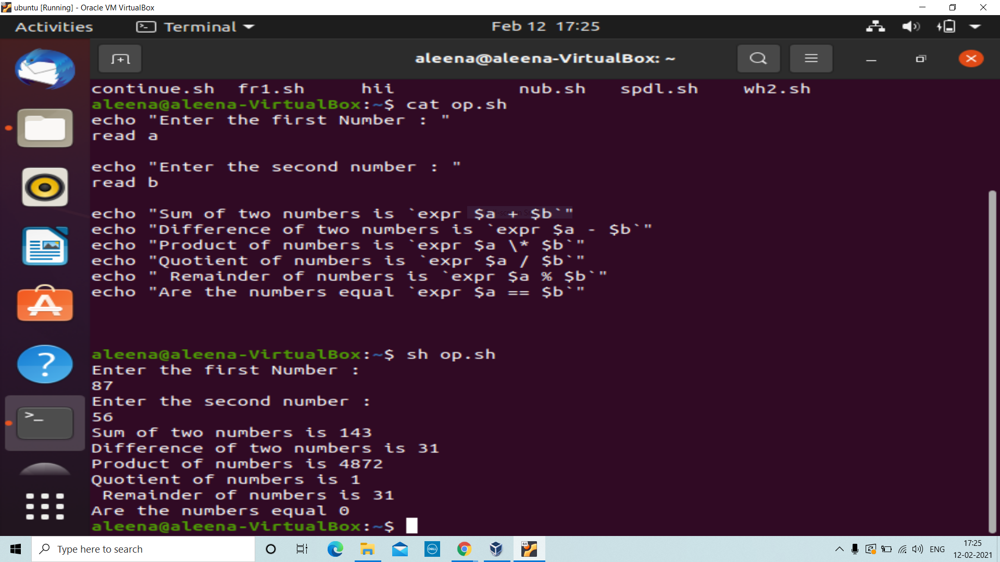 ubuntu [Running] - Oracle VM VirtualBox
Activities Terminal Feb 12 17:25
aleena@aleena-VirtualBox: ~
continue.sh fr1.sh hii nub.sh spdl.sh wh2.sh
aleena@aleena-VirtualBox:~$ cat op.sh
echo "Enter the first Number : "
read a
echo "Enter the second number : "
read b
echo "Sum of two numbers is `expr $a + $b`"
echo "Difference of two numbers is `expr $a - $b`"
echo "Product of numbers is `expr $a \* $b`"
echo "Quotient of numbers is `expr $a / $b`"
echo " Remainder of numbers is `expr $a % $b`"
echo "Are the numbers equal `expr $a == $b`"
aleena@aleena-VirtualBox:~$ sh op.sh
Enter the first Number :
87
Enter the second number :
56
Sum of two numbers is 143
Difference of two numbers is 31
Product of numbers is 4872
Quotient of numbers is 1
 Remainder of numbers is 31
Are the numbers equal 0
aleena@aleena-VirtualBox:~$
Type here to search
DELL
64
ENG
17:25
12-02-2021